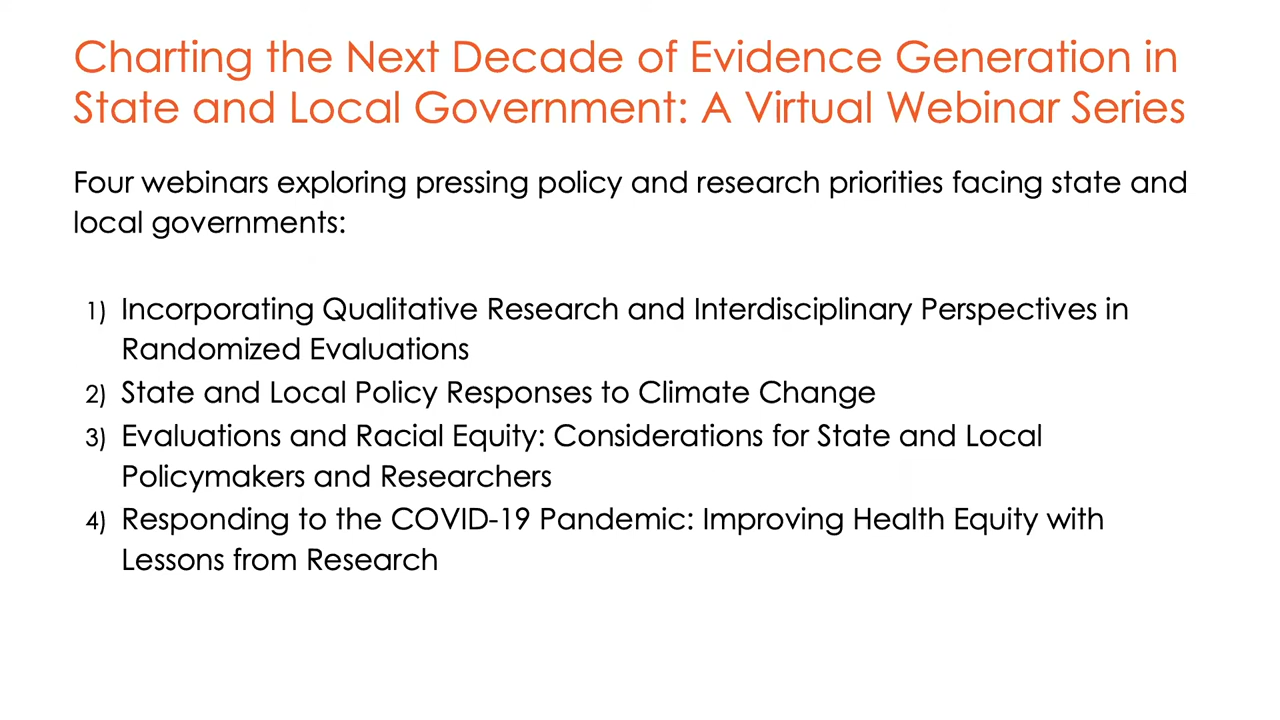 Charting the Next Decade of Evidence Generation in
State and Local Government: A Virtual Webinar Series
Four webinars exploring pressing policy and research priorities facing state and
local governments:
1) Incorporating Qualitative Research and Interdisciplinary Perspectives in
Randomized Evaluations
2) State and Local Policy Responses to Climate Change
3) Evaluations and Racial Equity: Considerations for State and Local
Policymakers and Researchers
4) Responding to the COVID-19 Pandemic: Improving Health Equity with
Lessons from Research